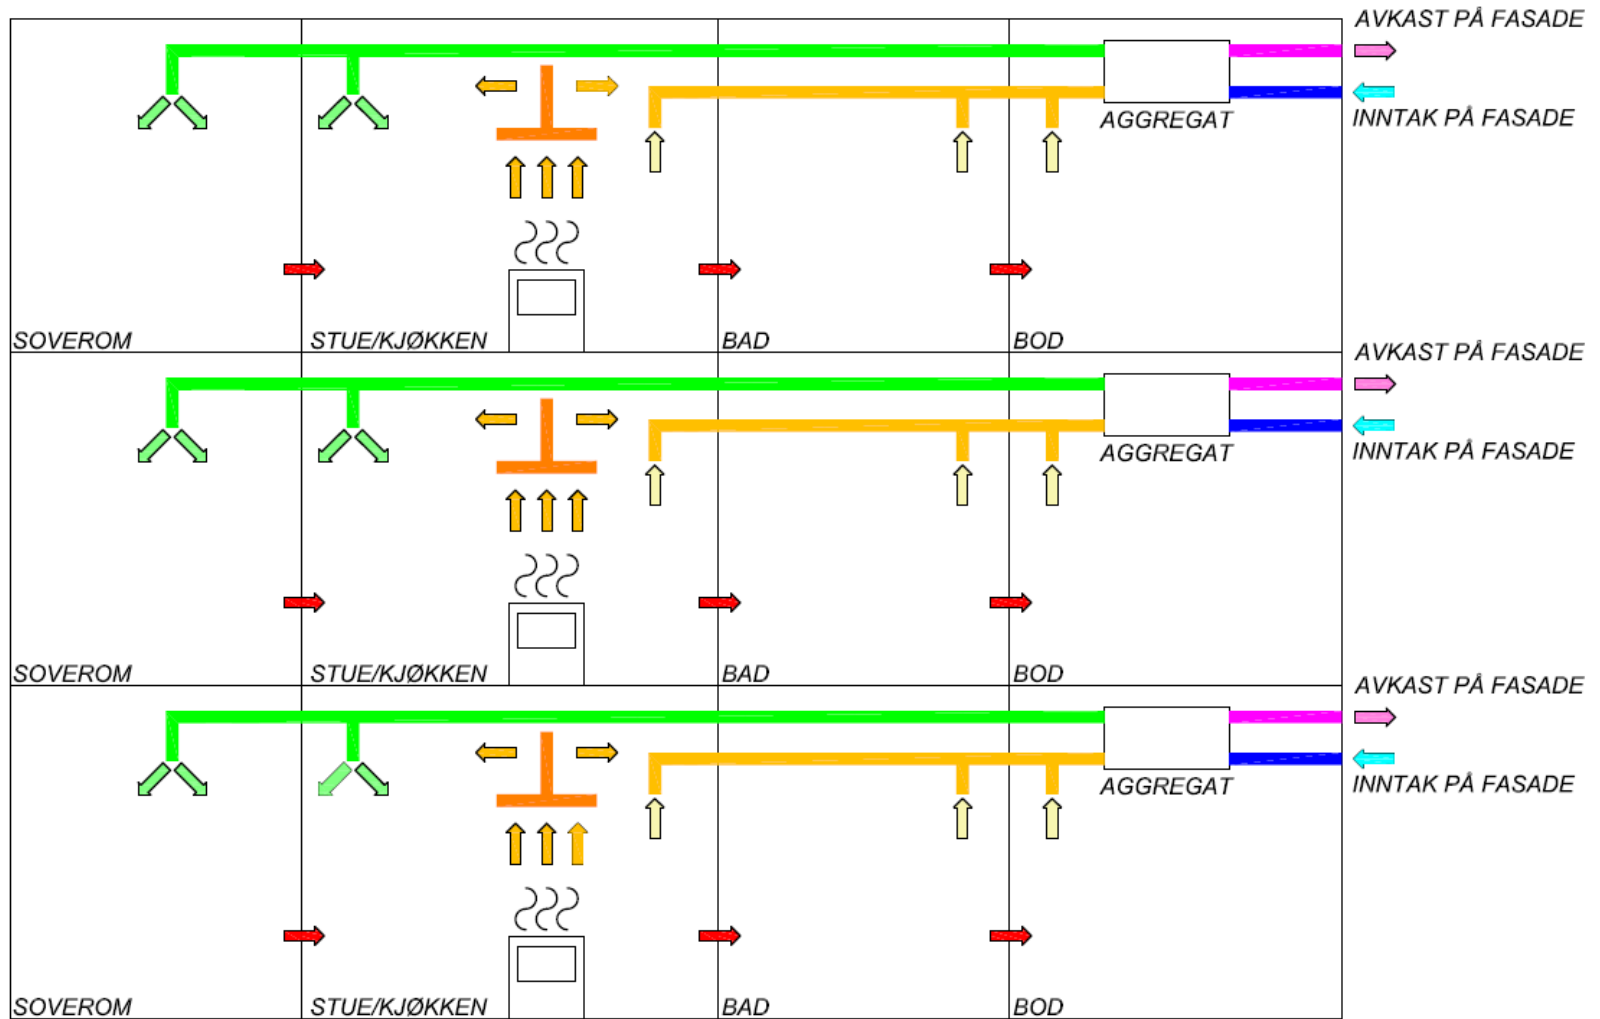 AVKAST PÅ FASADE
AGGREGAT
INNTAK PÅ FASADE
SOVEROM
STUE/KJØKKEN
BAD
BOD
AVKAST PÅ FASADE
AGGREGAT
INNTAK PÅ FASADE
SOVEROM
STUE/KJØKKEN
BAD
BOD
AVKAST PÅ FASADE
AGGREGAT
INNTAK PÅ FASADE
SOVEROM
STUE/KJØKKEN
BAD
BOD